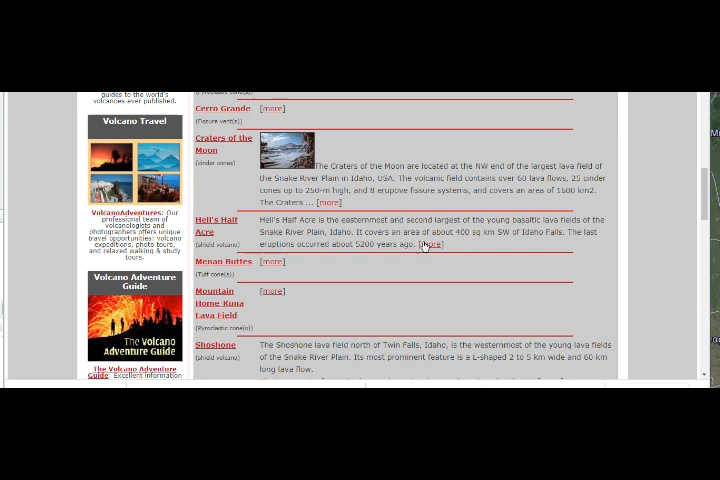 guides to the world's
volcanoes ever published.
Volcano Travel
VolcanoAdventures: Our
professional team of
volcanologists and
photographers offers unique
travel opportunities: volcano
expeditions, photo tours,
and relaxed walking & study
tours.
Volcano Adventure
Guide
The Volcano
Adventure Guide
The Volcano Adventure
Guide: Excellent information
Cerro Grande
[more]
(Fissure vent(s))
Craters of the
Moon
(cinder cones)
The Craters of the Moon are located at the NW end of the largest lava field of
the Snake River Plain in Idaho, USA. The volcanic field contains over 60 lava flows, 25 cinder
cones up to 250-m high, and 8 eruptive fissure systems, and covers an area of 1600 km2.
The Craters ... [more]
Hell's Half
Acre
(shield volcano)
Hell's Half Acre is the easternmost and second largest of the young basaltic lava fields of the
Snake River Plain, Idaho. It covers an area of about 400 sq km SW of Idaho Falls. The last
eruptions occurred about 5200 years ago. [more]
Menan Buttes
[more]
(Tuff cone(s))
Mountain
Home-Kuna
Lava Field
[more]
(Pyroclastic cone(s))
Shoshone
(shield volcano)
The Shoshone lava field north of Twin Falls, Idaho, is the westernmost of the young lava fields
of the Snake River Plain. Its most prominent feature is a L-shaped 2 to 5 km wide and 60 km
long lava flow.